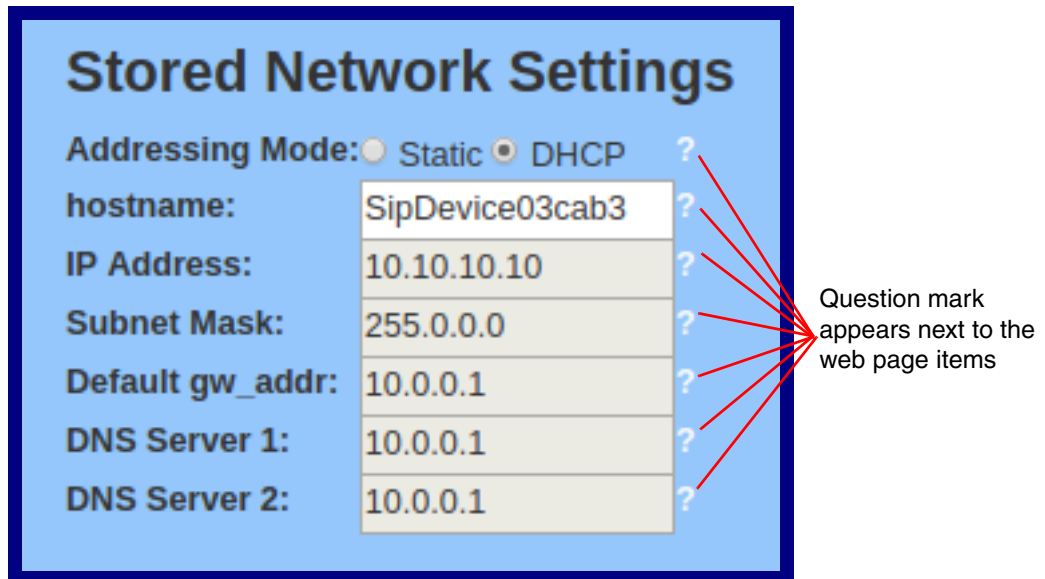 Stored Network Settings
Addressing Mode: Static DHCP ?
hostname: SipDevice03cab3 ?
IP Address: 10.10.10.10 ?
Subnet Mask: 255.0.0.0 ?
Default gw_addr: 10.0.0.1 ?
DNS Server 1: 10.0.0.1 ?
DNS Server 2: 10.0.0.1 ?
Question mark
appears next to the
web page items